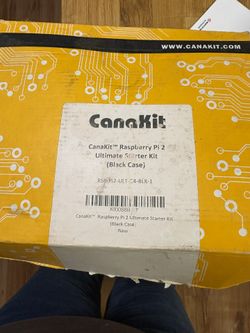 WWW.CANAKIT.COM
CanaKit
CanaKit™ Raspberry Pi 2
Ultimate Starter Kit
(Black Case)
CanaKit™ Raspberry Pi 2 Ultimate Starter Kit
(Black Case)
New